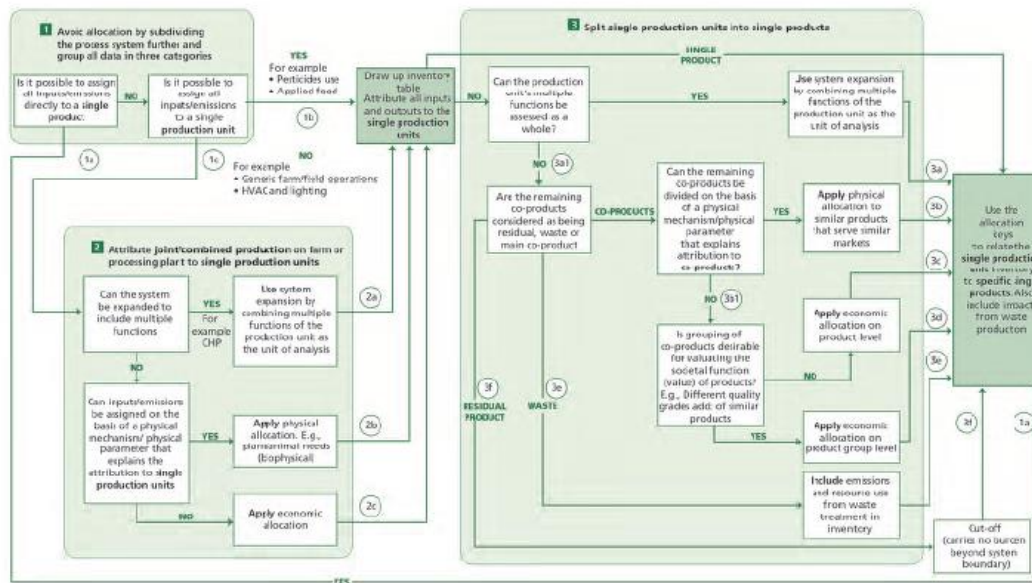 1 Avoic allocation by subdividing
the process system further and
group all data in three categories
Is it possible to assign
all inputs/emissions
directly to a single
product
NO
Is it possible to
assign all
inputs/emissions
to a single
production unit
YES
For example
• Pesticides use
• Applied food
1b
1a
1c
NO
For example
• Generic farm/field operations
• HVAC and lighting
Draw up inventory
table
Attribute all inputs
and outputs to the
single production
units
2 Attribute joint/combined production on farm or
processing plant to single production units
Can the system
be expanded to
include multiple
functions
YES
For
example
CHP
Use system
expansion by
combining multiple
functions of the
production unit as
the unit of analysis
2a
NO
Can inputs/emissions
be assigned on the
basis of a physical
mechanism/ physical
parameter that
explains the
attribution to single
production units
YES
Apply physical
allocation. E.g.,
needs
(biophysical)
2b
NO
Apply economic
allocation
2c
3 Split single production units into single products
SINGLE
PRODUCT
NO
Can the production
unit's multiple
functions be
assessed as a
whole?
YES
Use system expansion
by combining multiple
functions of the
production unit as the
unit of analysis
3a
NO 3a1
Are the remaining
co-products
considered as being
residual, waste or
main co-product
CO-PRODUCTS
Can the remaining
co-products be
divided on the basis
of a physical
mechanism/physical
parameter
that explains
attribution to
co-products?
YES
Apply physical
allocation to
similar products
that serve similar
markets
3b
NO 3b1
Is grouping of
co-products desirable
for valuing the
societal function
(value) of products?
E.g., Different quality
grades of similar
products
NO
Apply economic
allocation on
product level
3c
YES
Apply economic
allocation on
product group level
3d
3f
RESIDUAL
PRODUCT
3e
WASTE
Include emissions
and resource use
from waste
treatment in
inventory
3e
Use the
allocation
keys
to relate the
single production
to specific
products. Also
include impact
from waste
producton
1a
Cut-off
(carries no burden
beyond system
boundary)
YES